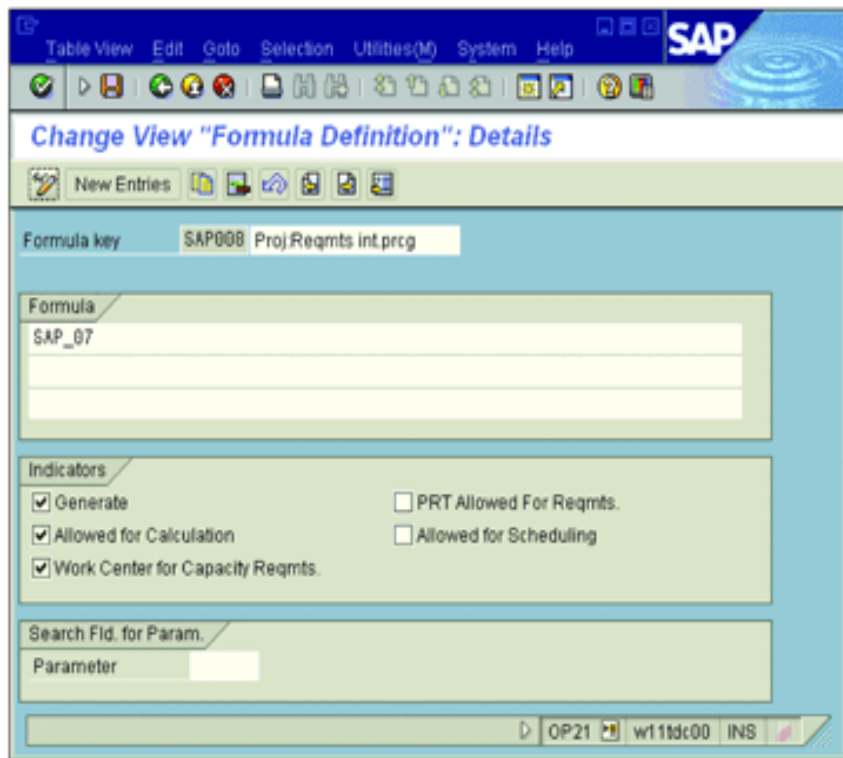 SAP
Table View Edit Goto Selection Utilities(M) System Help
Change View "Formula Definition": Details
New Entries
Formula key SAP008 Proj:Reqmts int.prcg
Formula
SAP_07
Indicators
Generate PRT Allowed For Reqmts.
Allowed for Calculation Allowed for Scheduling
Work Center for Capacity Reqmts.
Search Fld. for Param.
Parameter
OP21 w11tdc00 INS